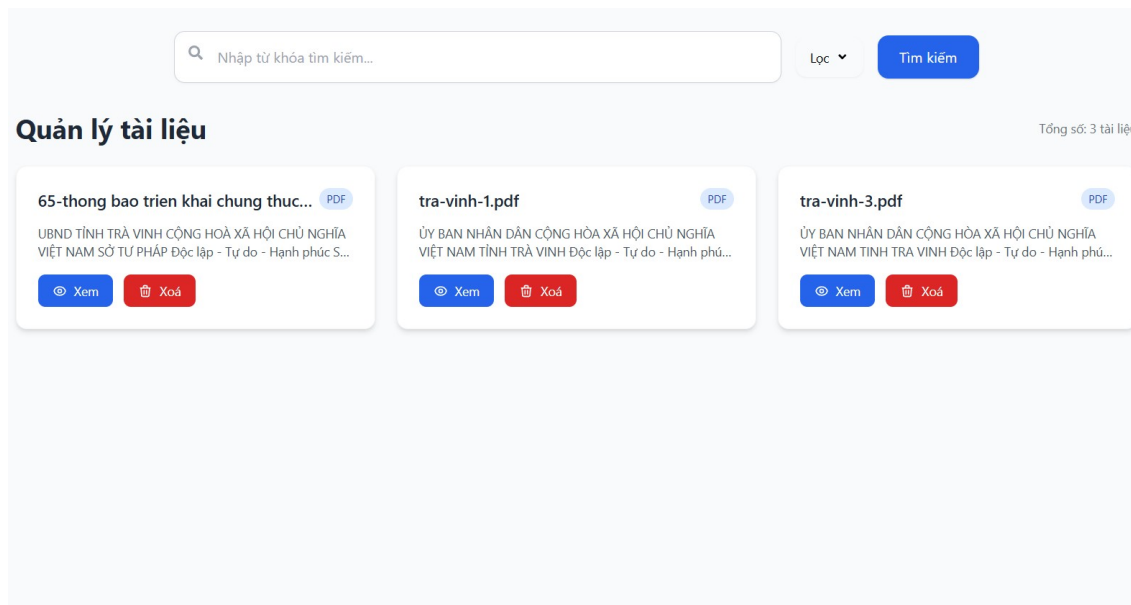 Nhập từ khóa tìm kiếm...
Lọc
Tìm kiếm
Quản lý tài liệu
Tổng số: 3 tài liệ
65-thong bao trien khai chung thuc...
PDF
UBND TỈNH TRÀ VINH CỘNG HOÀ XÃ HỘI CHỦ NGHĨA
VIỆT NAM SỞ TƯ PHÁP Độc lập - Tự do - Hạnh phúc S...
Xem
Xoá
tra-vinh-1.pdf
PDF
ỦY BAN NHÂN DÂN CỘNG HÒA XÃ HỘI CHỦ NGHĨA
VIỆT NAM TỈNH TRÀ VINH Độc lập - Tự do - Hạnh phú...
Xem
Xoá
tra-vinh-3.pdf
PDF
ỦY BAN NHÂN DÂN CỘNG HÒA XÃ HỘI CHỦ NGHĨA
VIỆT NAM TINH TRA VINH Độc lập - Tự do - Hạnh phú...
Xem
Xoá